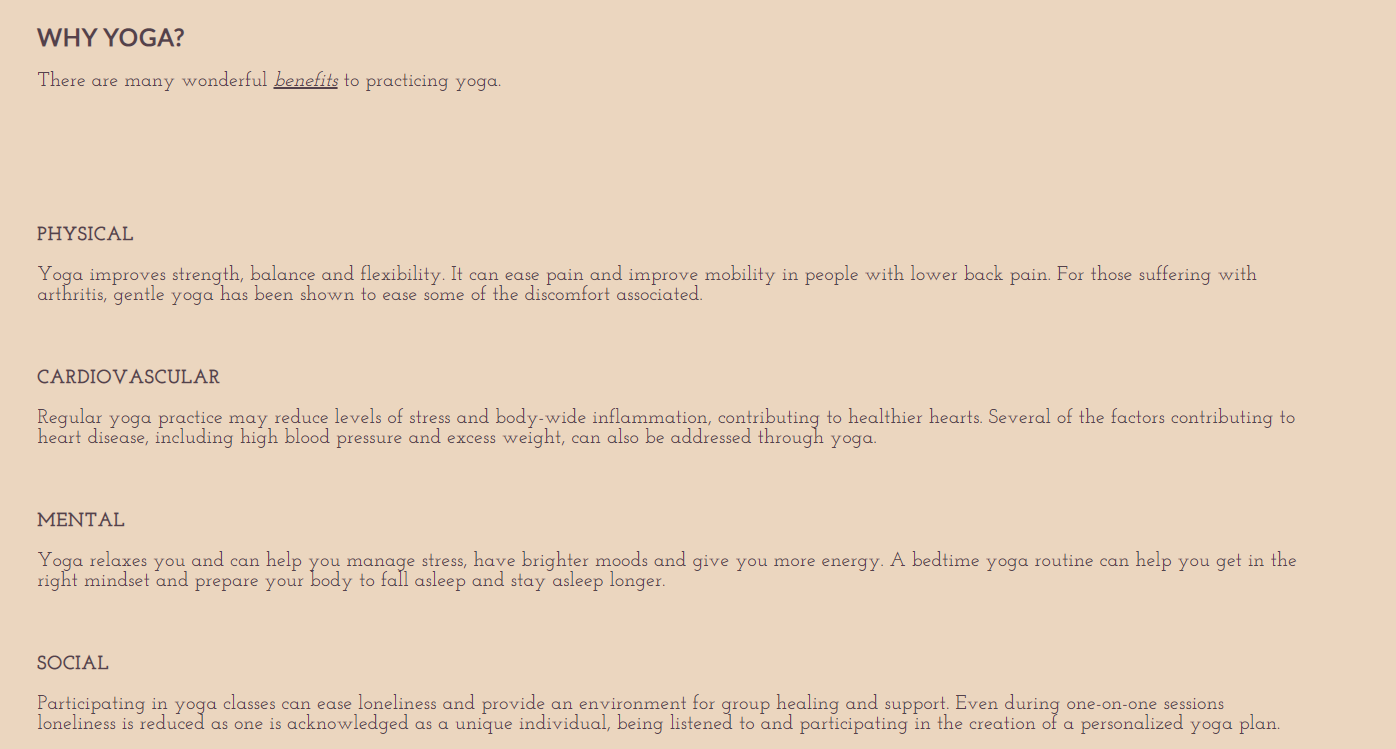 WHY YOGA?
There are many wonderful benefits to practicing yoga.
PHYSICAL
Yoga improves strength, balance and flexibility. It can ease pain and improve mobility in people with lower back pain. For those suffering with
arthritis, gentle yoga has been shown to ease some of the discomfort associated.
CARDIOVASCULAR
Regular yoga practice may reduce levels of stress and body-wide inflammation, contributing to healthier hearts. Several of the factors contributing to
heart disease, including high blood pressure and excess weight, can also be addressed through yoga.
MENTAL
Yoga relaxes you and can help you manage stress, have brighter moods and give you more energy. A bedtime yoga routine can help you get in the
right mindset and prepare your body to fall asleep and stay asleep longer.
SOCIAL
Participating in yoga classes can ease loneliness and provide an environment for group healing and support. Even during one-on-one sessions
loneliness is reduced as one is acknowledged as a unique individual, being listened to and participating in the creation of a personalized yoga plan.